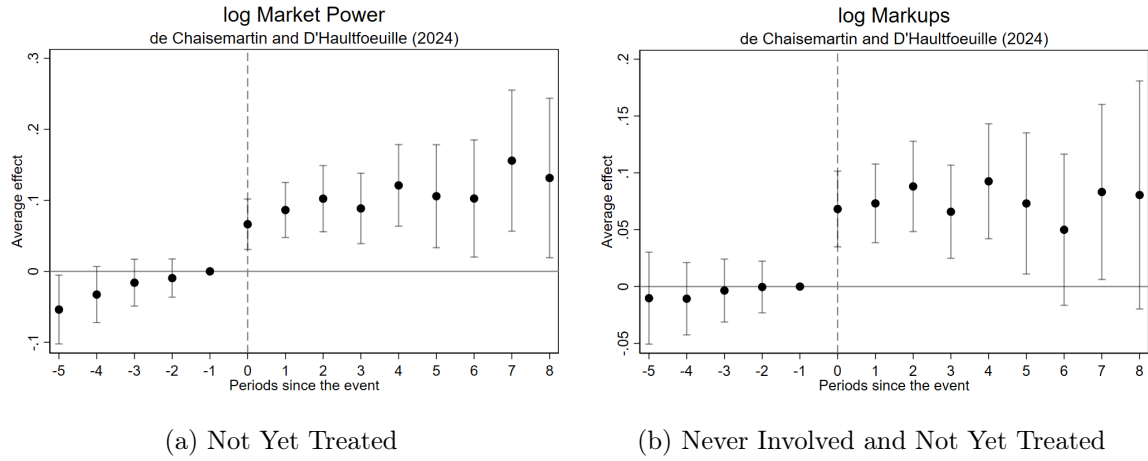 log Market Power
de Chaisemartin and D'Haultfoeuille (2024)
.3
.2
.1
0
-.1
Average effect
-5 -4 -3 -2 -1 0 1 2 3 4 5 6 7 8
Periods since the event
(a) Not Yet Treated
log Markups
de Chaisemartin and D'Haultfoeuille (2024)
.2
.15
.1
.05
0
-.05
Average effect
-5 -4 -3 -2 -1 0 1 2 3 4 5 6 7 8
Periods since the event
(b) Never Involved and Not Yet Treated